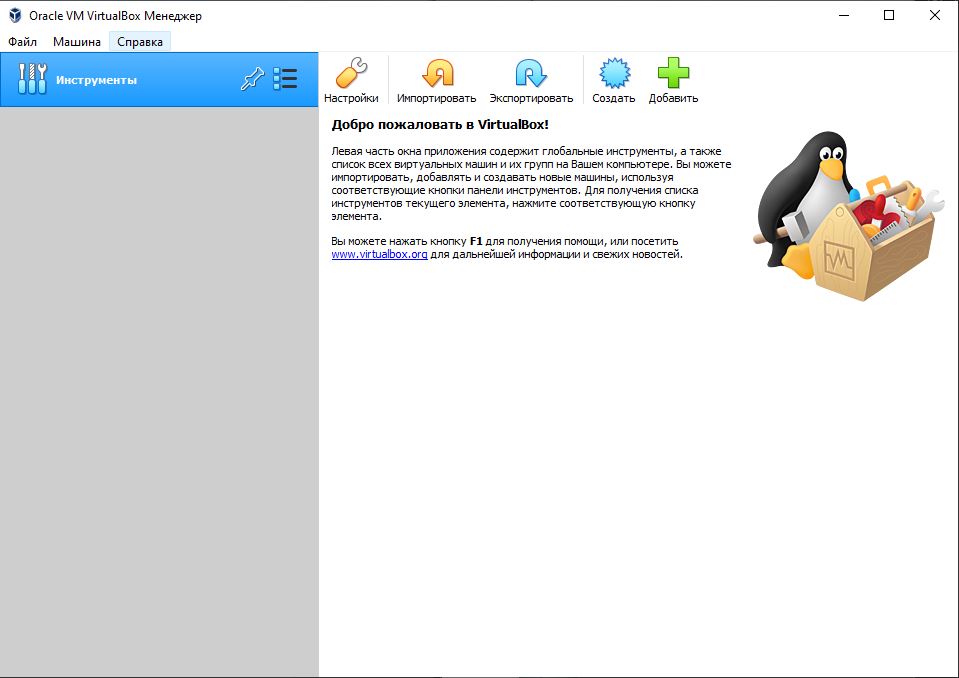 Oracle VM VirtualBox Менеджер
Файл Машина Справка
Инструменты
Настройки Импортировать Экспортировать Создать Добавить
Добро пожаловать в VirtualBox!
Левая часть окна приложения содержит глобальные инструменты, а также
список всех виртуальных машин и их групп на Вашем компьютере. Вы можете
импортировать, добавлять и создавать новые машины, используя
соответствующие кнопки панели инструментов. Для получения списка
инструментов текущего элемента, нажмите соответствующую кнопку
элемента.
Вы можете нажать кнопку F1 для получения помощи, или посетить
www.virtualbox.org для дальнейшей информации и свежих новостей.